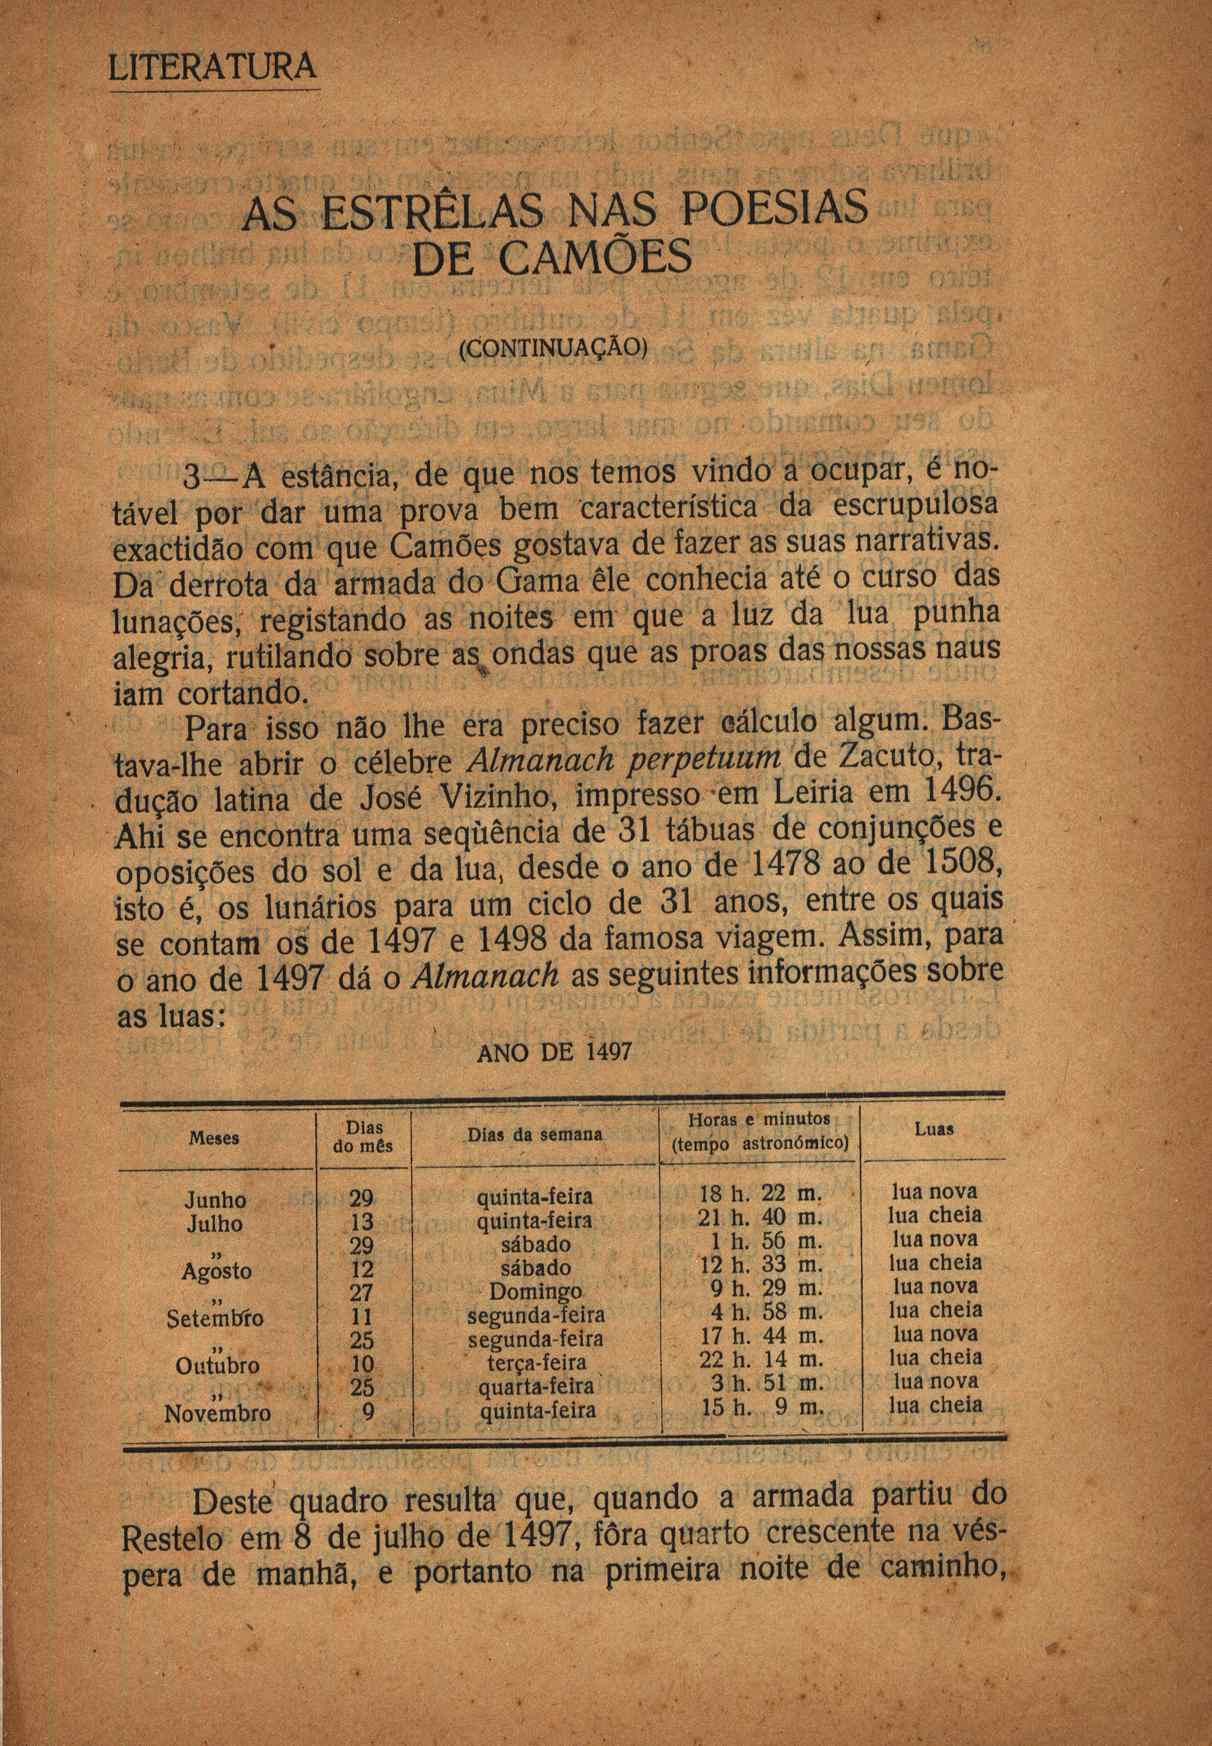 LITERATURA
AS ESTRÊLAS NAS POESIAS
DE CAMÕES
(CONTINUAÇÃO)
3—A estância, de que nos temos vindo a ocupar, é no-
tável por dar uma prova bem característica da escrupulosa
exactidão com que Camões gostava de fazer as suas narrativas.
Da derrota da armada do Gama êle conhecia até o curso das
lunações, registando as noites em que a luz da lua punha
alegria, rutilando sobre as ondas que as proas das nossas naus
iam cortando.
Para isso não lhe era preciso fazer cálculo algum. Bas-
tava-lhe abrir o célebre Almanach perpetuum de Zacuto, tra-
dução latina de José Vizinho, impresso em Leiria em 1496.
Ahi se encontra uma seqùência de 31 tábuas de conjunções e
oposições do sol e da lua, desde o ano de 1478 ao de 1508,
isto é, os lunários para um ciclo de 31 anos, entre os quais
se contam os de 1497 e 1498 da famosa viagem. Assim, para
o ano de 1497 dá o Almanach as seguintes informações sobre
as luas:
ANO DE 1497
Meses Dias do mês Dias da semana Horas e minutos (tempo astronómico) Luas
Junho 29 quinta-feira 18 h. 22 m. lua nova
Julho 13 quinta-feira 21 h. 40 m. lua cheia
„ 29 sábado 1 h. 56 m. lua nova
Agosto 12 sábado 12 h. 33 m. lua cheia
„ 27 Domingo 9 h. 29 m. lua nova
Setembro 11 segunda-feira 4 h. 58 m. lua cheia
„ 25 segunda-feira 17 h. 44 m. lua nova
Outubro 10 terça-feira 22 h. 14 m. lua cheia
„ 25 quarta-feira 3 h. 51 m. lua nova
Novembro 9 quinta-feira 15 h. 9 m. lua cheia
Deste quadro resulta que, quando a armada partiu do
Restelo em 8 de julho de 1497, fôra quarto crescente na vés-
pera de manhã, e portanto na primeira noite de caminho,